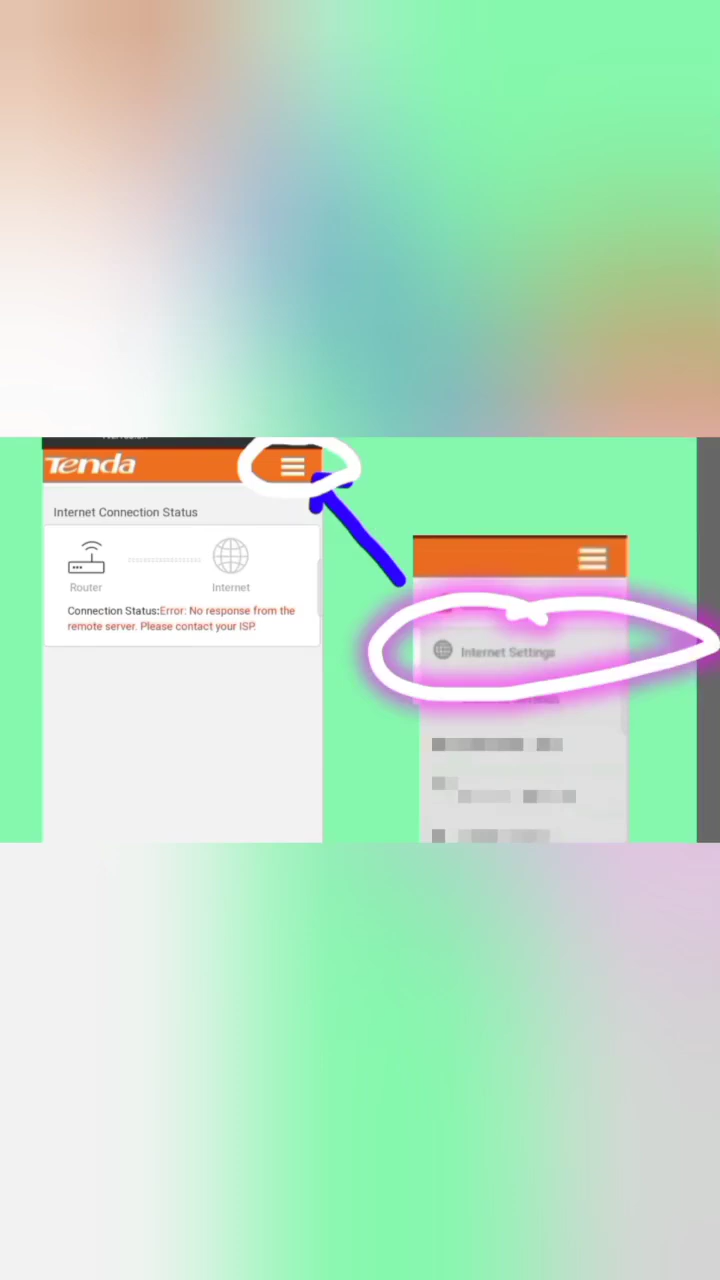 Tenda
Internet Connection Status
Router
Internet
Connection Status:Error: No response from the
remote server. Please contact your ISP.
Internet Settings